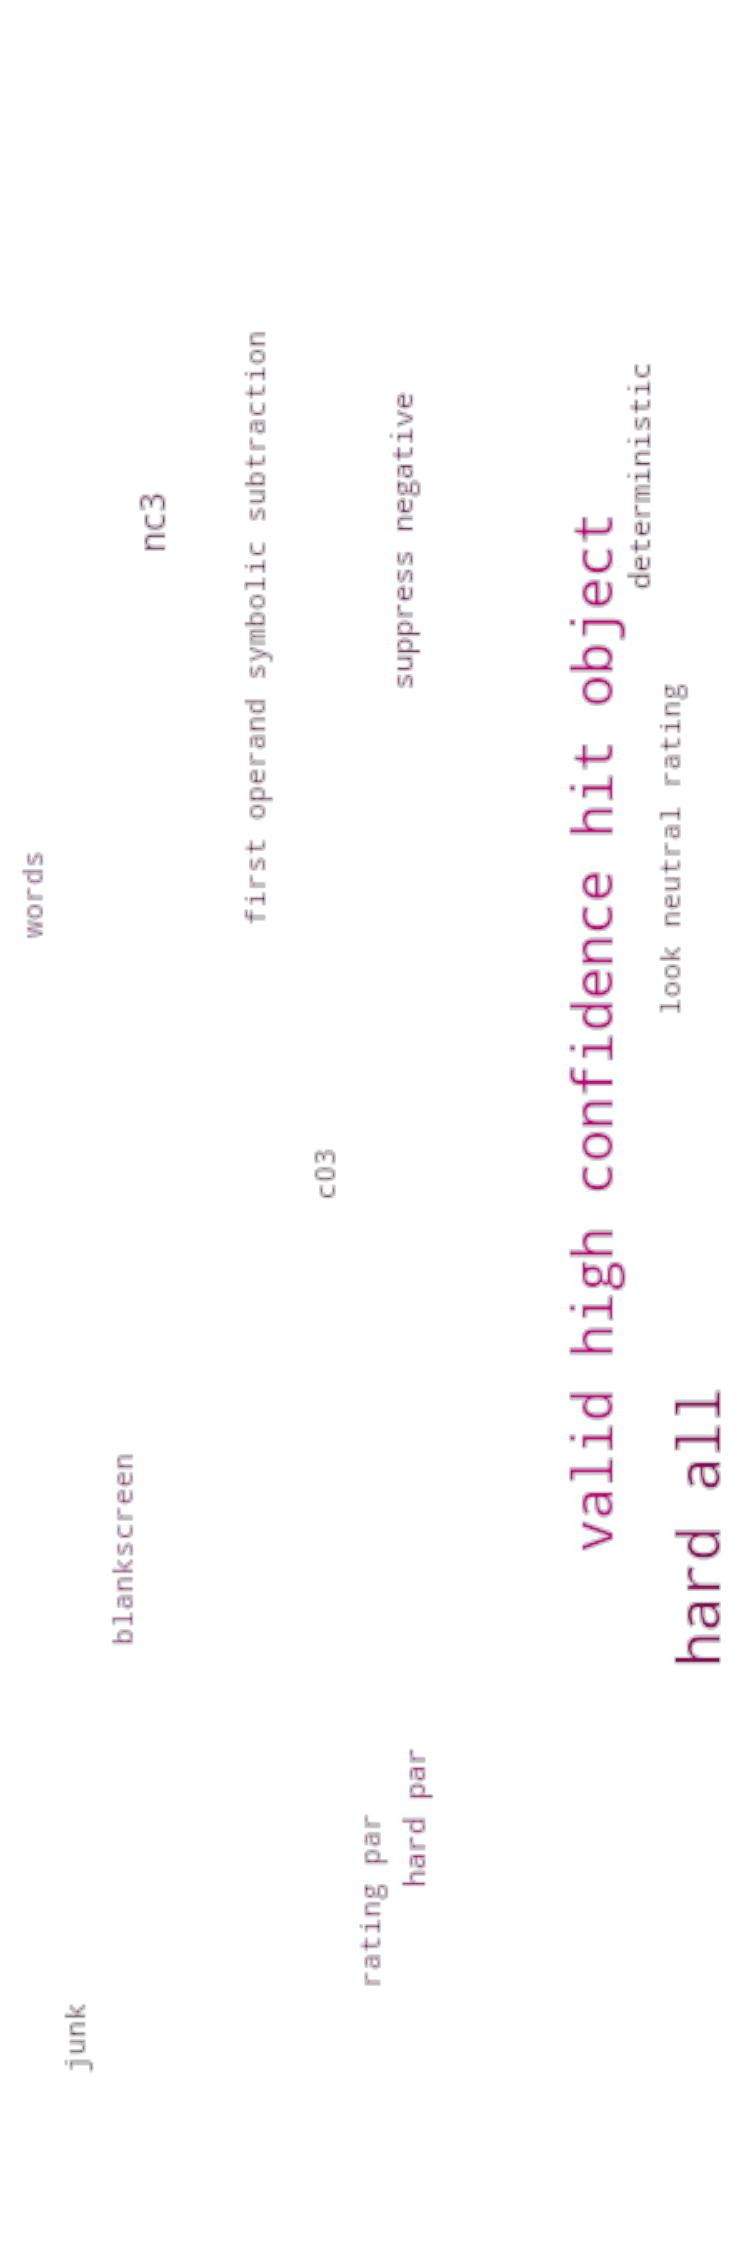 words
junk
blankscreen
nc3
first operand symbolic subtraction
c03
rating par
suppress negative
hard par
valid high confidence hit object
deterministic
look neutral rating
hard all